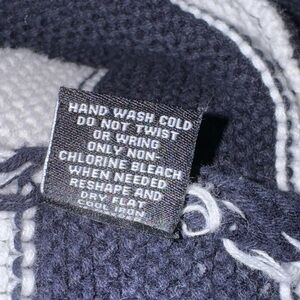 HAND WASH COLD
DO NOT TWIST
OR WRING
ONLY NON-
CHLORINE BLEACH
WHEN NEEDED
RESHAPE AND
DRY FLAT
COOL IRON